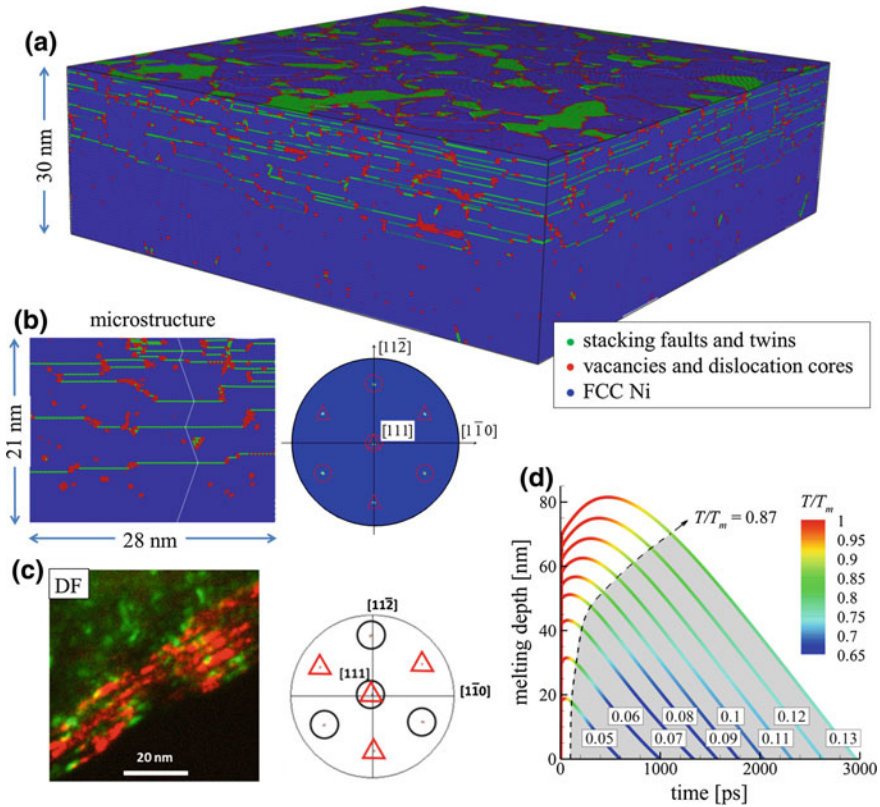 (a)
30 nm
(b)
microstructure
21 nm
28 nm
[112̅]
[111]
[11̅0]
stacking faults and twins
vacancies and dislocation cores
FCC Ni
(c)
DF
20 nm
[112̅]
[111]
[11̅0]
(d)
T/Tm = 0.87
T/Tm
1
0.95
0.9
0.85
0.8
0.75
0.7
0.65
melting depth [nm]
80
60
40
20
0
0.06
0.08
0.1
0.12
0.05
0.07
0.09
0.11
0.13
0
1000
2000
3000
time [ps]